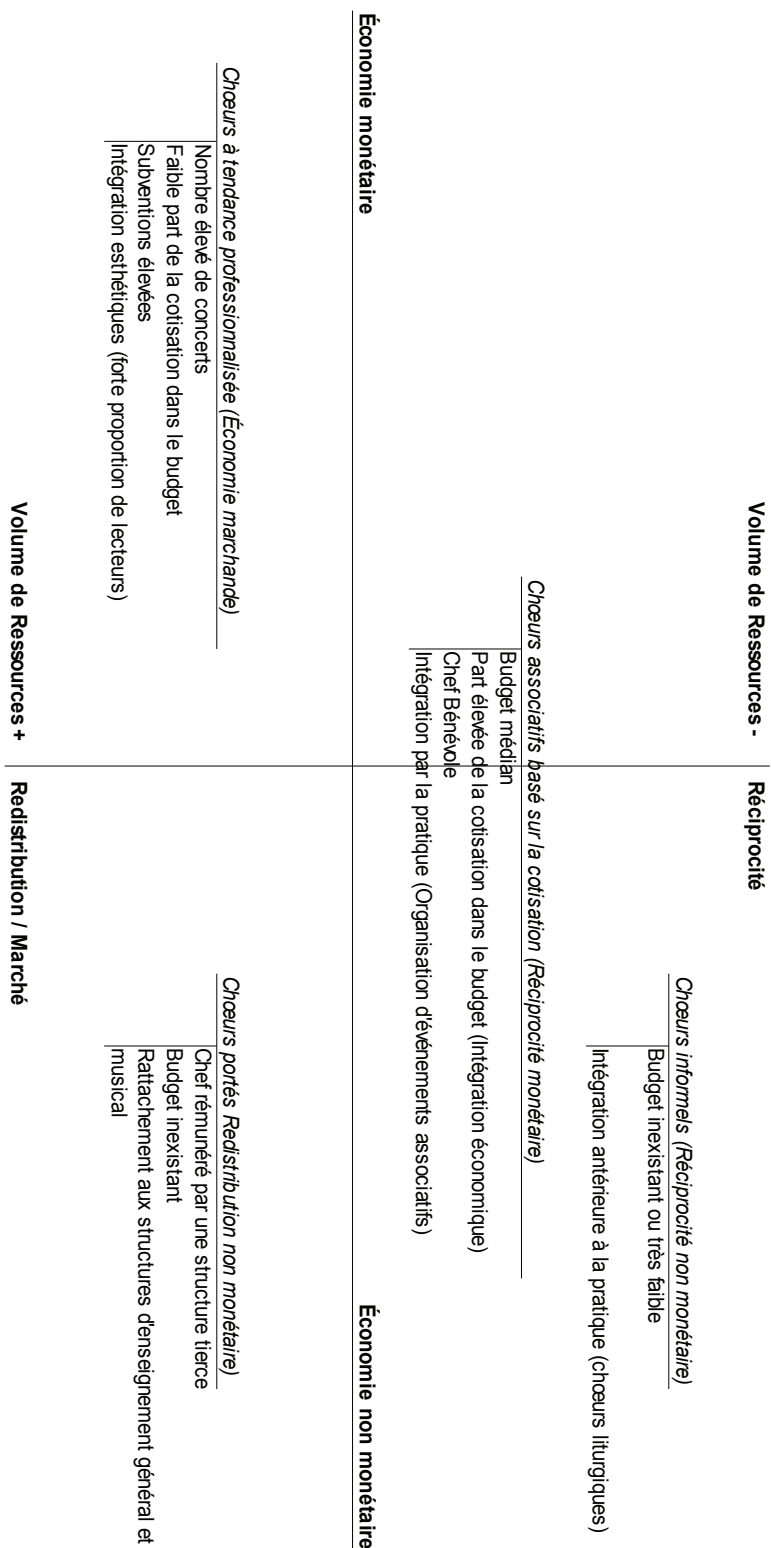 Volume de Ressources -
Réciprocité
Chœurs informels (Réciprocité non monétaire)
Budget inexistant ou très faible
Intégration antérieure à la pratique (chœurs liturgiques)
Chœurs associatifs basé sur la cotisation (Réciprocité monétaire)
Budget médian
Part élevée de la cotisation dans le budget (Intégration économique)
Chef Bénévole
Intégration par la pratique (Organisation d'événements associatifs)
Économie monétaire
Économie non monétaire
Chœurs à tendance professionnalisée (Économie marchande)
Nombre élevé de concerts
Faible part de la cotisation dans le budget
Subventions élevées
Intégration esthétiques (forte proportion de lecteurs)
Chœurs portés Redistribution non monétaire)
Chef rémunéré par une structure tierce
Budget inexistant
Rattachement aux structures d'enseignement général et
musical
Volume de Ressources +
Redistribution / Marché